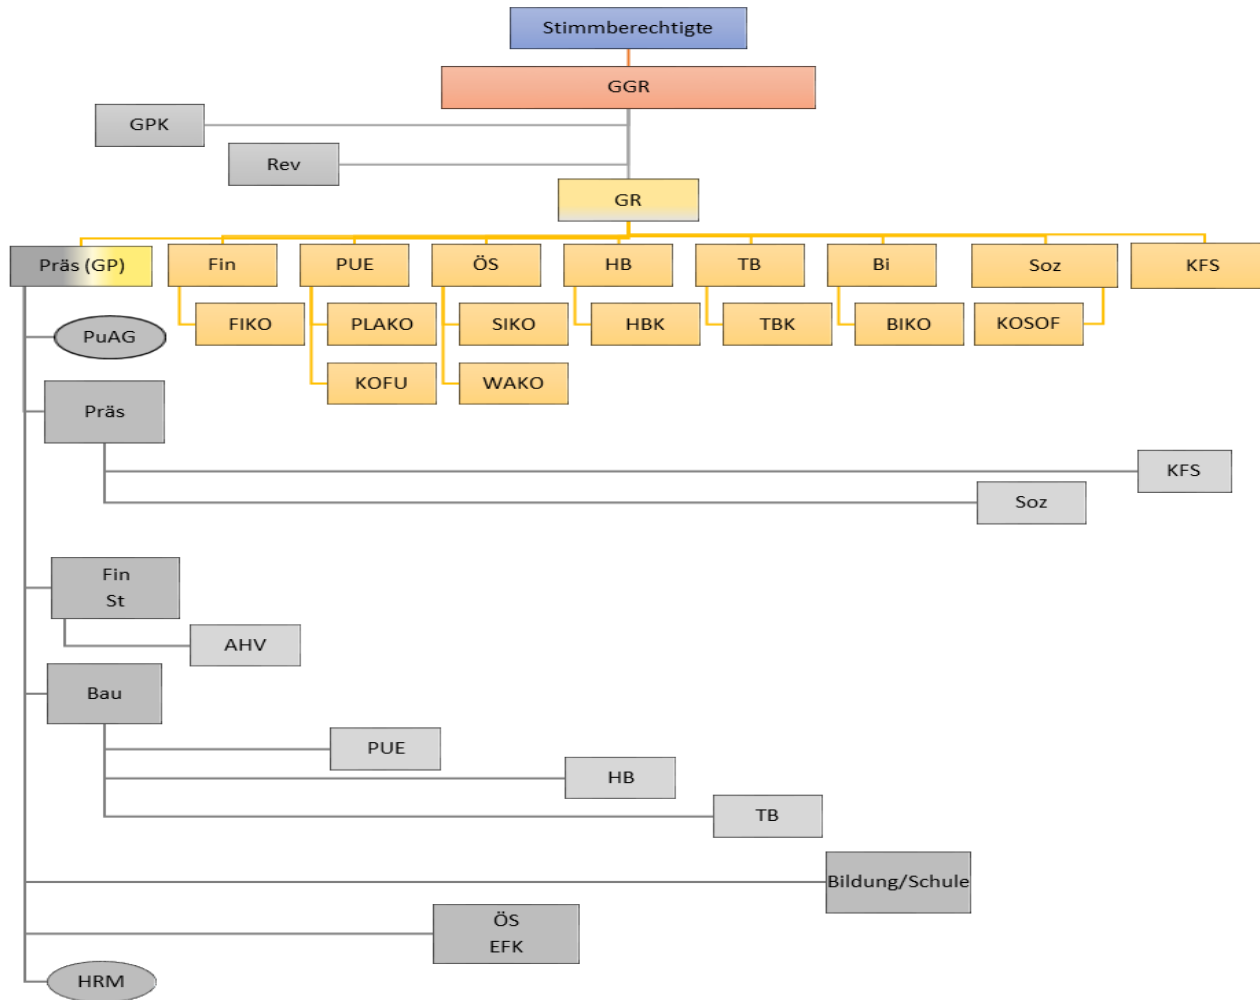 Stimmberechtigte
GGR
GPK
Rev
GR
Präs (GP)
Fin
PUE
ÖS
HB
TB
Bi
Soz
KFS
FIKO
PLAKO
SIKO
HBK
TBK
BIKO
KOSOF
PuAG
KOFU
WAKO
Präs
KFS
Soz
Fin
St
AHV
Bau
PUE
HB
TB
Bildung/Schule
ÖS
EFK
HRM